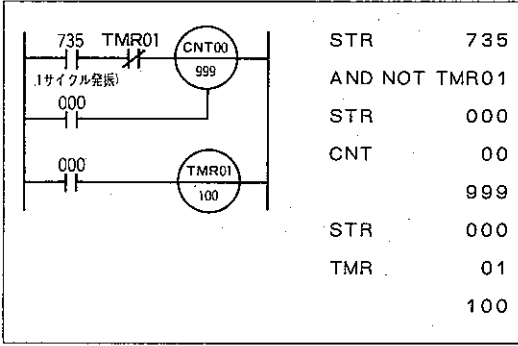 735 TMR01 CNT00
999
.1サイクル発振)
000
000 TMR01
100
STR 735
AND NOT TMR01
STR 000
CNT 00
999
STR 000
TMR 01
100